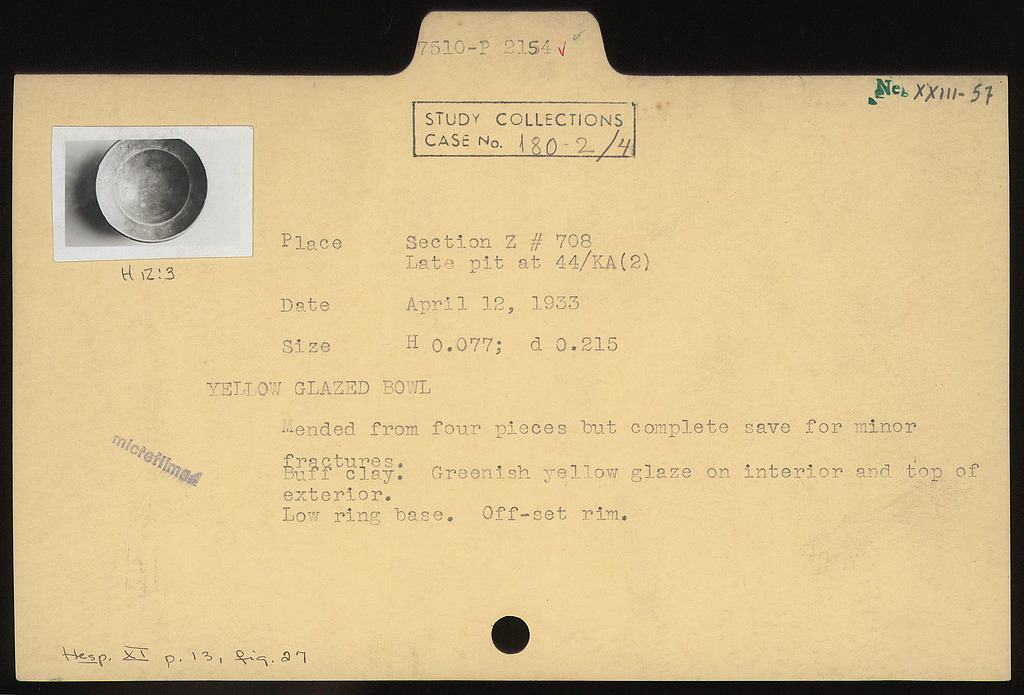 7510-P 2154 ✓ ✓
Neg XXIII-57
STUDY COLLECTIONS
CASE No. 180-2/4
H 12:3
Place Section Z # 708
Late pit at 44/KA(2)
Date April 12, 1933
Size H 0.077; d 0.215
YELLOW GLAZED BOWL
Mended from four pieces but complete save for minor
fractures.
Buff clay. Greenish yellow glaze on interior and top of
exterior.
Low ring base. Off-set rim.
microfilmed
Hesp. XI p. 13, fig. 27